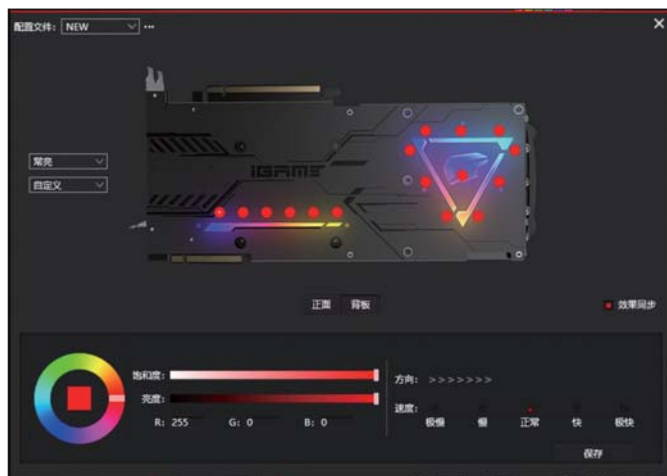 配置文件： NEW
常亮
自定义
iGAME
正面 背板
效果同步
饱和度：
亮度：
R: 255 G: 0 B: 0
方向： >>>>>>>
速度：
极慢 慢 正常 快 极快
保存